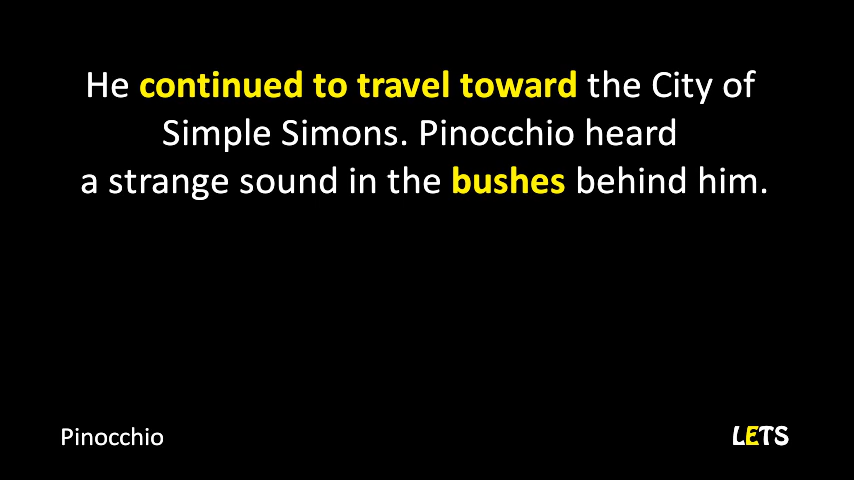 He continued to travel toward the City of
Simple Simons. Pinocchio heard
a strange sound in the bushes behind him.
Pinocchio
LETS